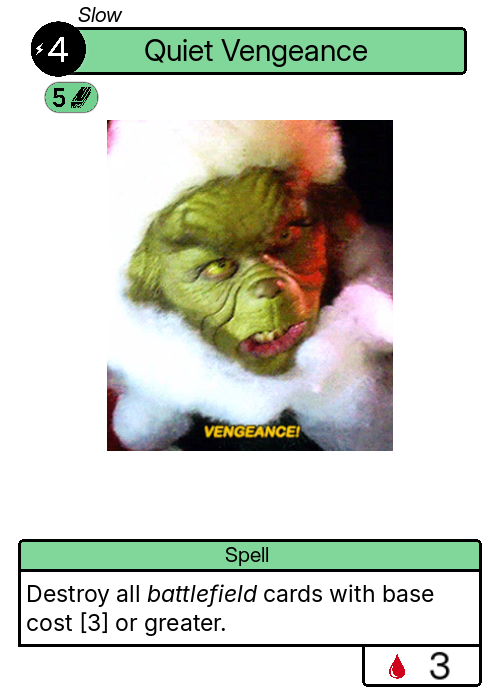 Slow
4 Quiet Vengeance
5
VENGEANCE!
Spell
Destroy all battlefield cards with base
cost [3] or greater.
3